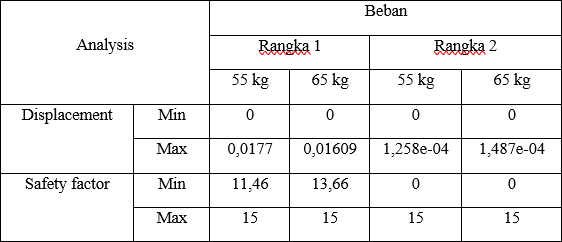 Analysis Beban
Rangka 1 Rangka 2
55 kg 65 kg 55 kg 65 kg
Displacement Min 0 0 0 0
Max 0,0177 0,01609 1,258e-04 1,487e-04
Safety factor Min 11,46 13,66 0 0
Max 15 15 15 15